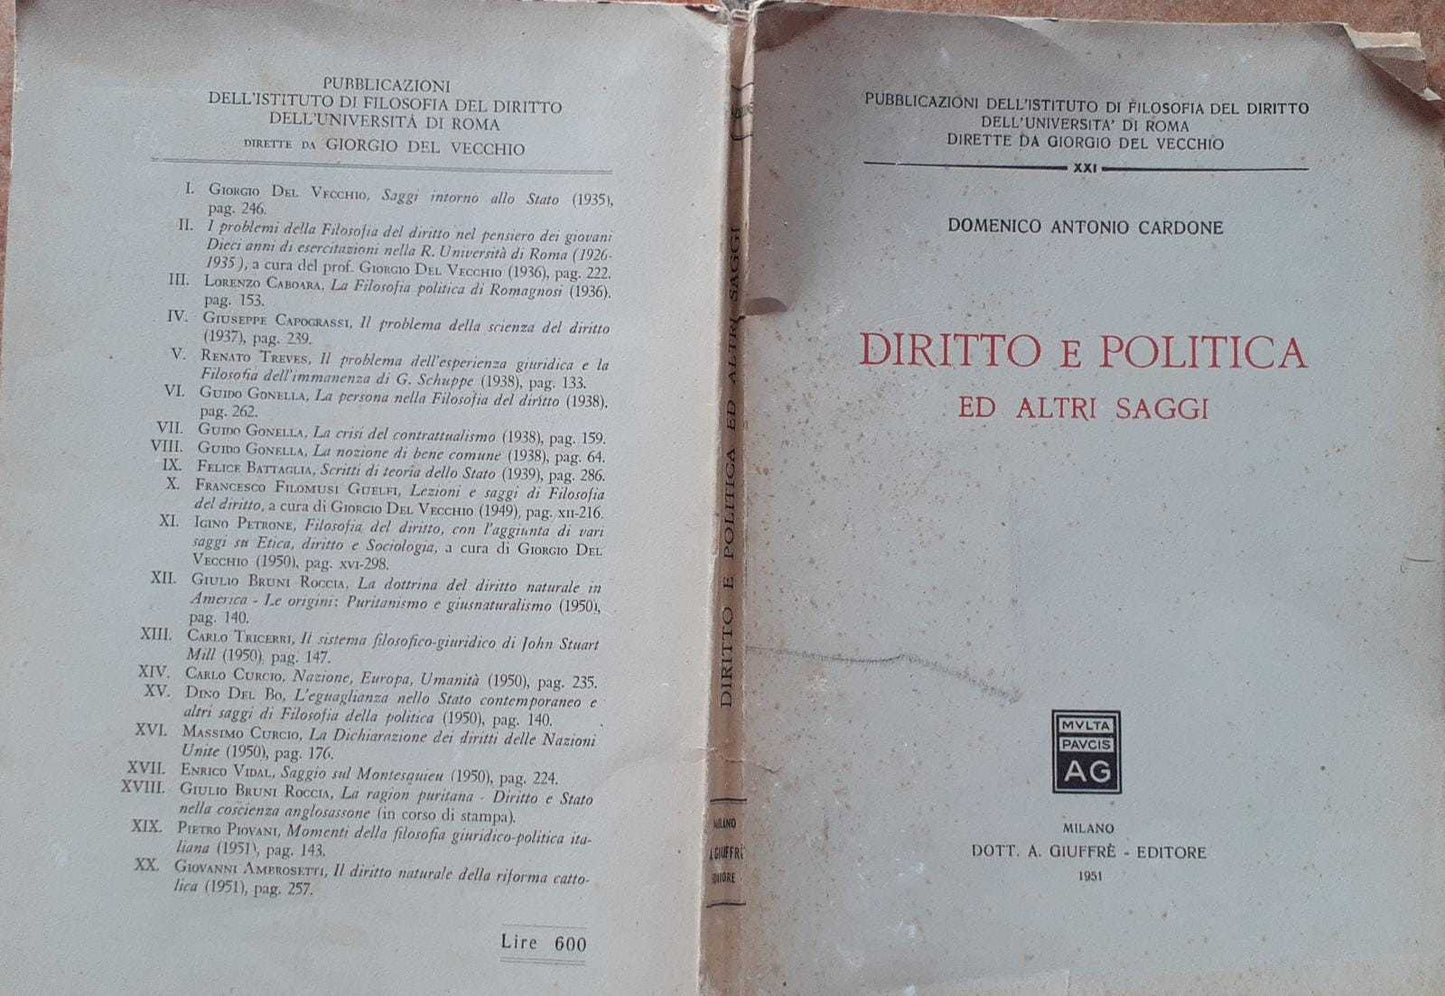 PUBBLICAZIONI
DELL'ISTITUTO DI FILOSOFIA DEL DIRITTO
DELL'UNIVERSITÀ DI ROMA
DIRETTE DA GIORGIO DEL VECCHIO
I. GIORGIO DEL VECCHIO, Saggi intorno allo Stato (1935),
pag. 246.
II. I problemi della Filosofia del diritto nel pensiero dei giovani
Dieci anni di esercitazioni nella R. Università di Roma (1926-
1935), a cura del prof. GIORGIO DEL VECCHIO (1936), pag. 222.
III. LORENZO CABOARA, La Filosofia politica di Romagnosi (1936),
pag. 153.
IV. GIUSEPPE CAPOGRASSI, Il problema della scienza del diritto
(1937), pag. 239.
V. RENATO TREVES, Il problema dell'esperienza giuridica e la
Filosofia dell'immanenza di G. Schuppe (1938), pag. 133.
VI. GUIDO GONELLA, La persona nella Filosofia del diritto (1938),
pag. 262.
VII. GUIDO GONELLA, La crisi del contrattualismo (1938), pag. 159.
VIII. GUIDO GONELLA, La nozione di bene comune (1938), pag. 64.
IX. FELICE BATTAGLIA, Scritti di teoria dello Stato (1939), pag. 286.
X. FRANCESCO FILOMUSI GUELFI, Lezioni e saggi di Filosofia
del diritto, a cura di GIORGIO DEL VECCHIO (1949), pag. XII-216.
XI. IGINO PETRONE, Filosofia del diritto, con l'aggiunta di vari
saggi su Etica, diritto e Sociologia, a cura di GIORGIO DEL
VECCHIO (1950), pag. XVI-298.
XII. GIULIO BRUNI ROCCIA, La dottrina del diritto naturale in
America - Le origini: Puritanismo e giusnaturalismo (1950),
pag. 140.
XIII. CARLO TRICERRI, Il sistema filosofico-giuridico di John Stuart
Mill (1950), pag. 147.
XIV. CARLO CURCIO, Nazione, Europa, Umanità (1950), pag. 235.
XV. DINO DEL BO, L'eguaglianza nello Stato contemporaneo e
altri saggi di Filosofia della politica (1950), pag. 140.
XVI. MASSIMO CURCIO, La Dichiarazione dei diritti delle Nazioni
Unite (1950), pag. 176.
XVII. ENRICO VIDAL, Saggio sul Montesquieu (1950), pag. 224.
XVIII. GIULIO BRUNI ROCCIA, La ragion puritana - Diritto e Stato
nella coscienza anglosassone (in corso di stampa).
XIX. PIETRO PIOVANI, Momenti della filosofia giuridico-politica ita-
liana (1951), pag. 143.
XX. GIOVANNI AMBROSETTI, Il diritto naturale della riforma catto-
lica (1951), pag. 257.
Lire 600
DIRITTO E POLITICA ED ALTRI SAGGI
MILANO
A. GIUFFRÈ
EDITORE
PUBBLICAZIONI DELL'ISTITUTO DI FILOSOFIA DEL DIRITTO
DELL'UNIVERSITA' DI ROMA
DIRETTE DA GIORGIO DEL VECCHIO
XXI
DOMENICO ANTONIO CARDONE
DIRITTO E POLITICA
ED ALTRI SAGGI
MVLTA
PAVCIS
AG
MILANO
DOTT. A. GIUFFRÈ - EDITORE
1951